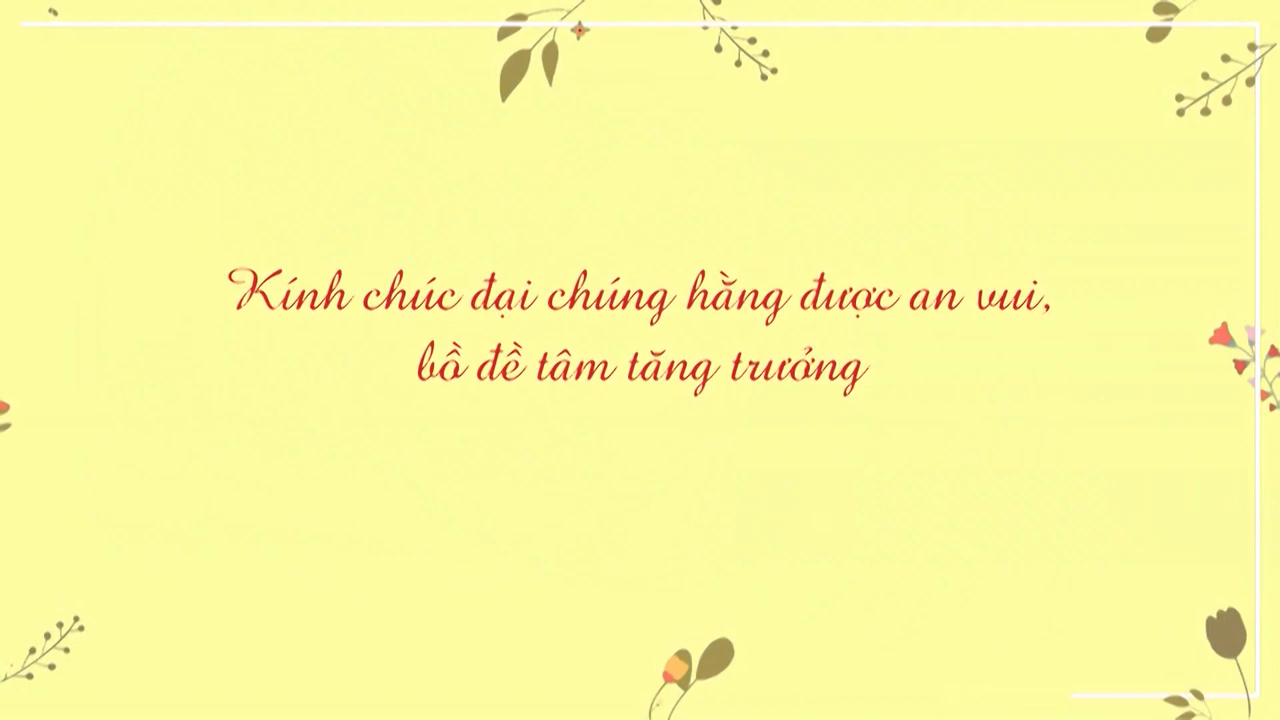 Kính chúc đại chúng hằng được an vui,
bồ đề tâm tăng trưởng